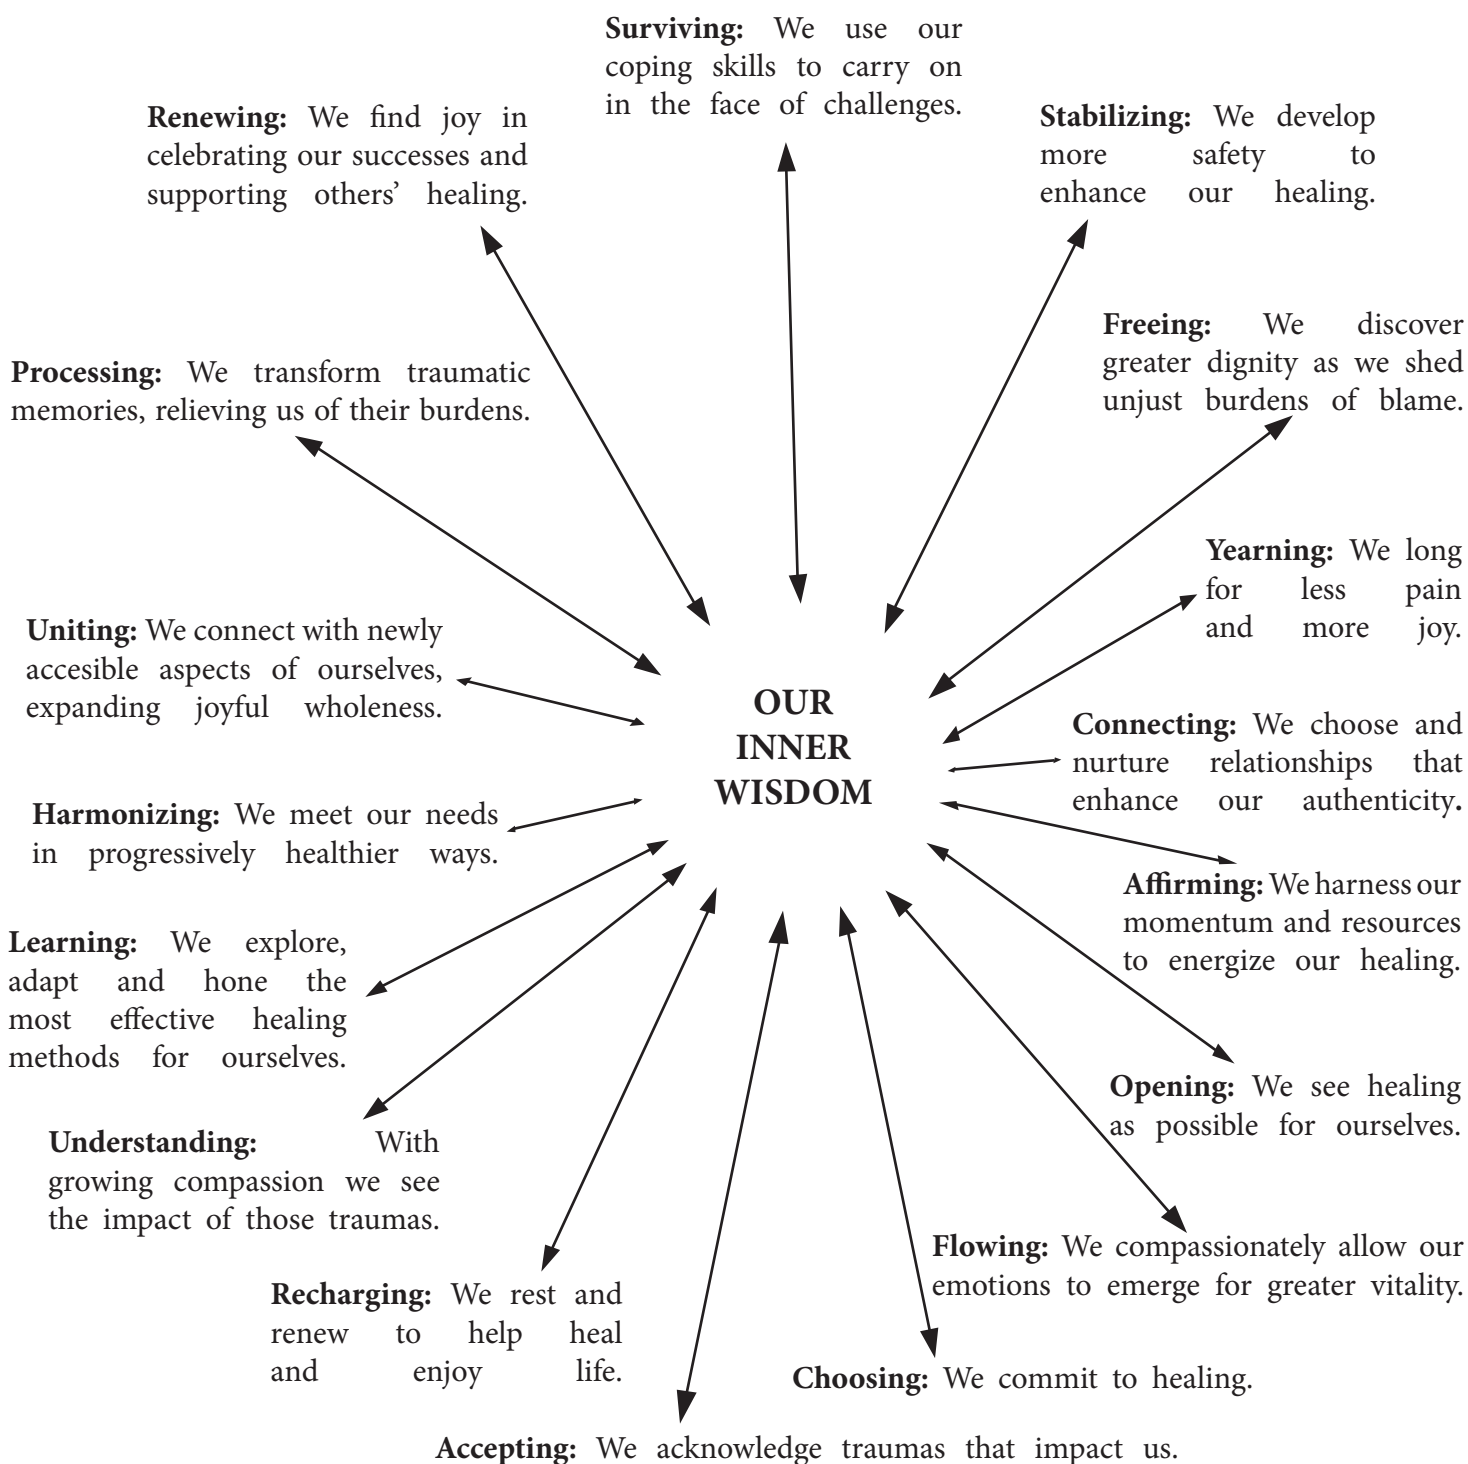 Surviving: We use our
coping skills to carry on
in the face of challenges.
Stabilizing: We develop
more safety to
enhance our healing.
Freeing: We discover
greater dignity as we shed
unjust burdens of blame.
Yearning: We long
for less pain
and more joy.
Connecting: We choose and
nurture relationships that
enhance our authenticity.
Affirming: We harness our
momentum and resources
to energize our healing.
Opening: We see healing
as possible for ourselves.
Flowing: We compassionately allow our
emotions to emerge for greater vitality.
Choosing: We commit to healing.
Accepting: We acknowledge traumas that impact us.
Recharging: We rest and
renew to help heal
and enjoy life.
Understanding: With
growing compassion we see
the impact of those traumas.
Learning: We explore,
adapt and hone the
most effective healing
methods for ourselves.
Harmonizing: We meet our needs
in progressively healthier ways.
Uniting: We connect with newly
accesible aspects of ourselves,
expanding joyful wholeness.
Processing: We transform traumatic
memories, relieving us of their burdens.
Renewing: We find joy in
celebrating our successes and
supporting others’ healing.
OUR
INNER
WISDOM